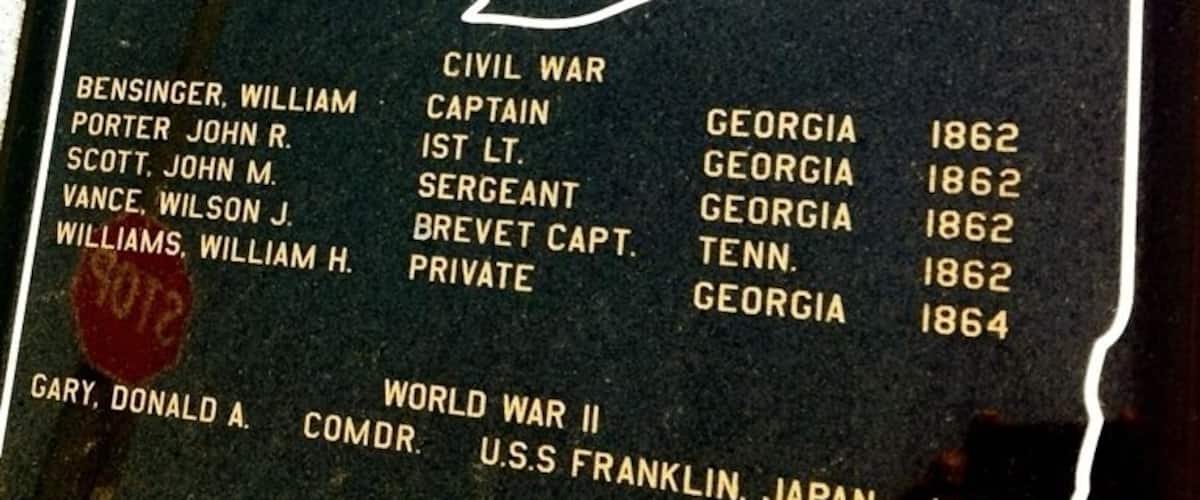 CIVIL WAR
BENSINGER, WILLIAM CAPTAIN GEORGIA 1862
PORTER JOHN R. 1ST LT. GEORGIA 1862
SCOTT, JOHN M. SERGEANT GEORGIA 1862
VANCE, WILSON J. BREVET CAPT. TENN. 1862
WILLIAMS, WILLIAM H. PRIVATE GEORGIA 1864
STOP
WORLD WAR II
GARY, DONALD A. COMDR. U.S.S FRANKLIN, JAPAN